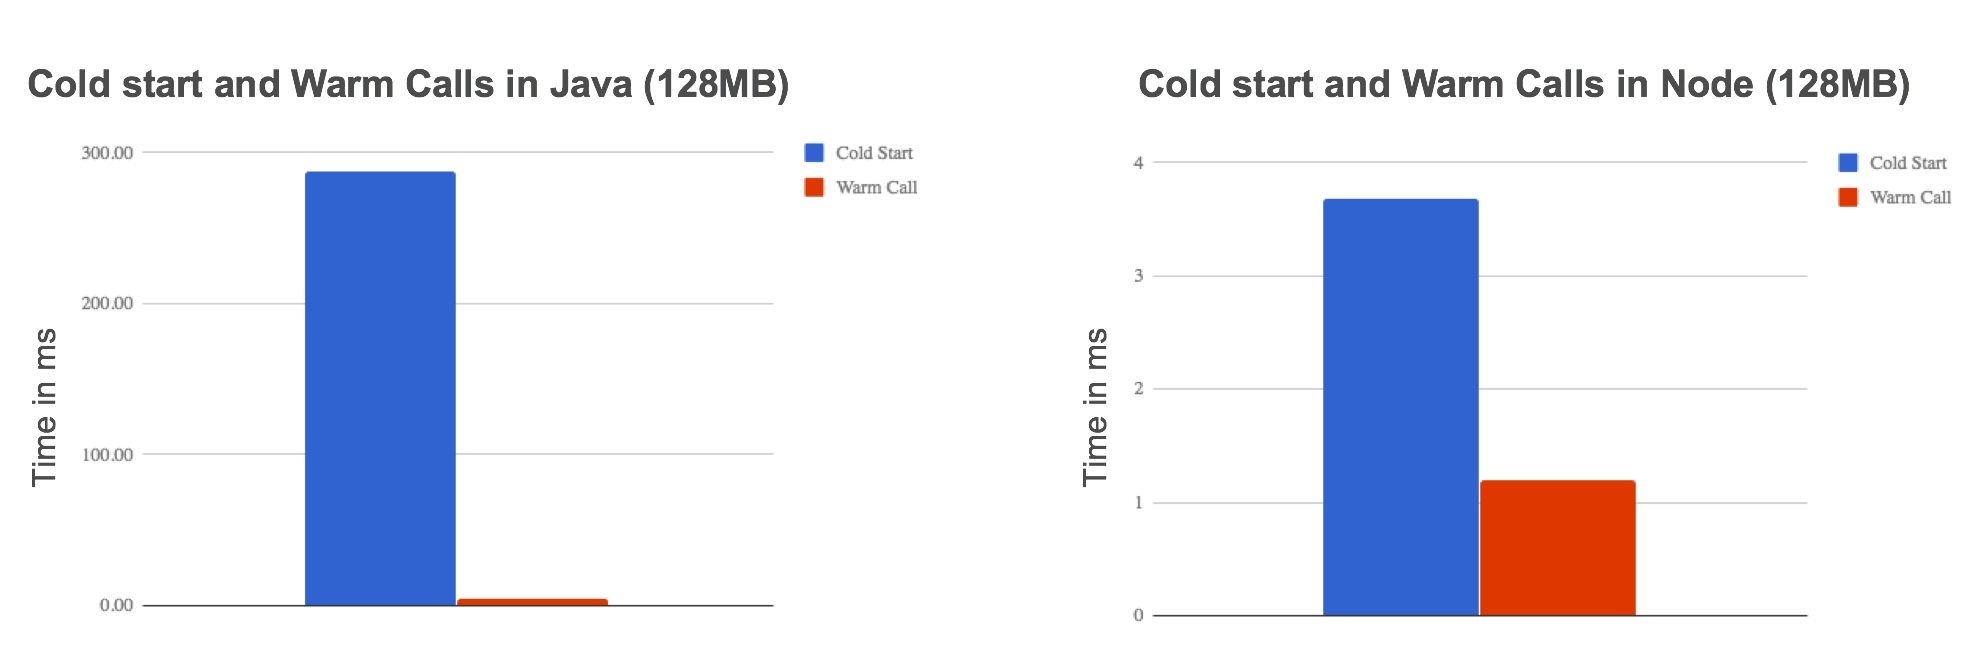 Cold start and Warm Calls in Java (128MB)
300.00
200.00
100.00
0.00
Time in ms
Cold Start
Warm Call
Cold start and Warm Calls in Node (128MB)
4
3
2
1
0
Time in ms
Cold Start
Warm Call